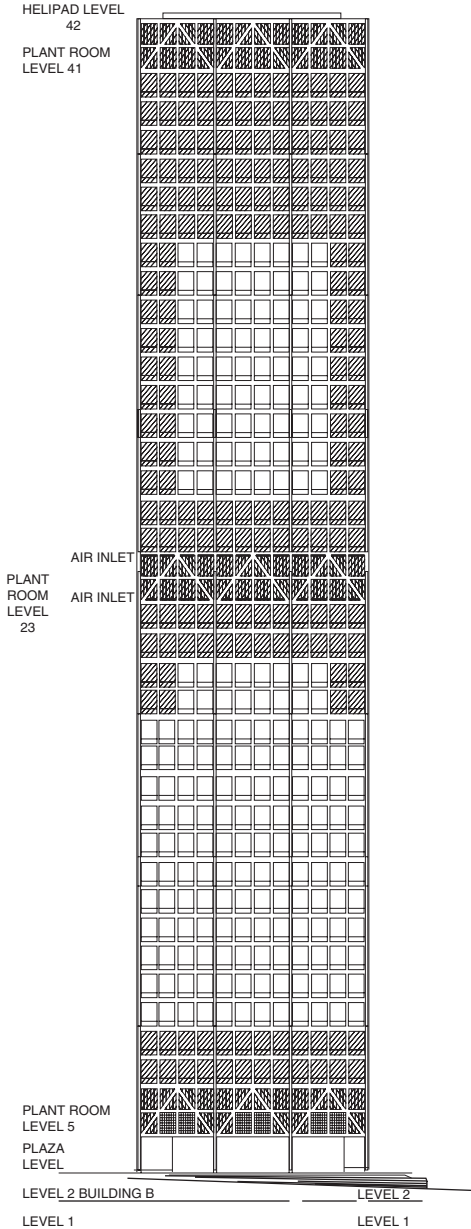 HELIPAD LEVEL
42
PLANT ROOM
LEVEL 41
AIR INLET
PLANT
ROOM
LEVEL
23
AIR INLET
PLANT ROOM
LEVEL 5
PLAZA
LEVEL
LEVEL 2 BUILDING B
LEVEL 2
LEVEL 1
LEVEL 1